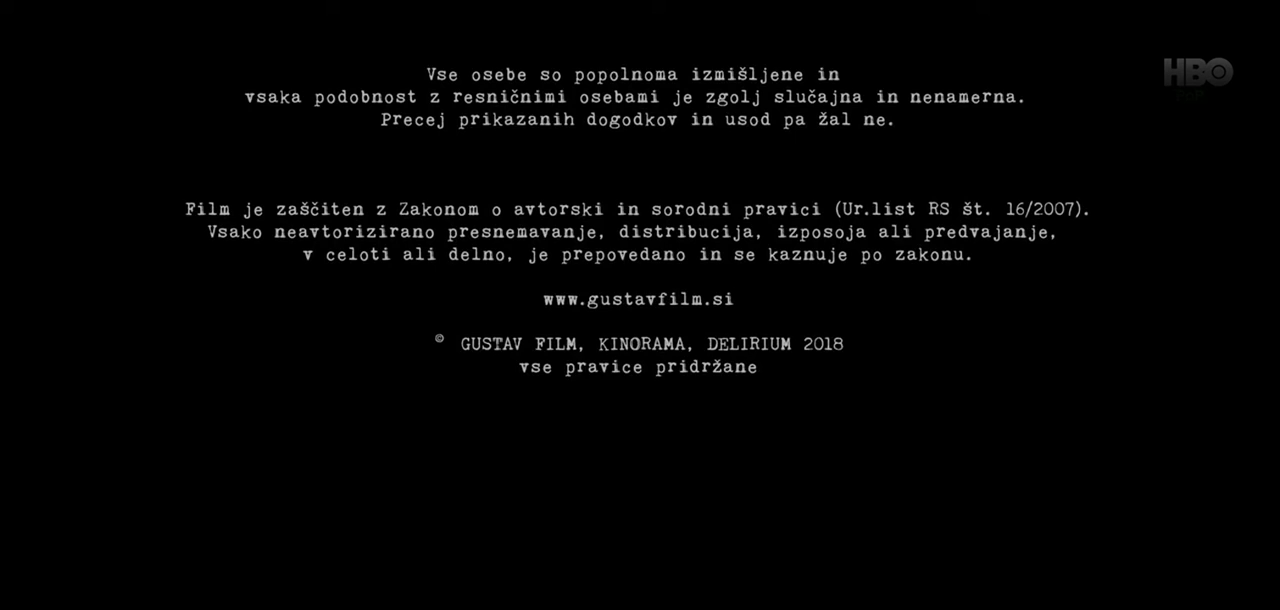 HBO
Vse osebe so popolnoma izmišljene in
vsaka podobnost z resničnimi osebami je zgolj slučajna in nenamerna.
Precej prikazanih dogodkov in usod pa žal ne.
Film je zaščiten z Zakonom o avtorski in sorodni pravici (Ur.list RS št. 16/2007).
Vsako neavtorizirano presnemavanje, distribucija, izposoja ali predvajanje,
v celoti ali delno, je prepovedano in se kaznuje po zakonu.
www.gustavfilm.si
© GUSTAV FILM, KINORAMA, DELIRIUM 2018
vse pravice pridržane